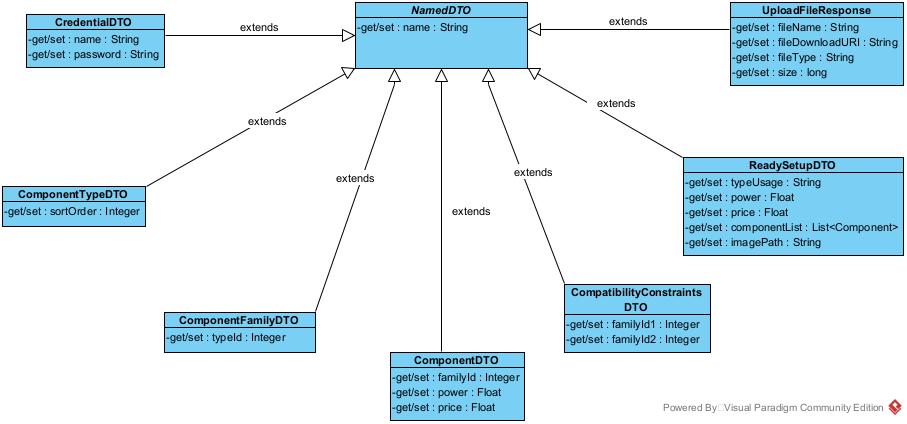 CredentialDTO
-get/set : name : String
-get/set : password : String
extends
NamedDTO
-get/set : name : String
extends
UploadFileResponse
-get/set : fileName : String
-get/set : fileDownloadURI : String
-get/set : fileType : String
-get/set : size : long
extends
extends
extends
extends
extends
ComponentTypeDTO
-get/set : sortOrder : Integer
ReadySetupDTO
-get/set : typeUsage : String
-get/set : power : Float
-get/set : price : Float
-get/set : componentList : List<Component>
-get/set : imagePath : String
ComponentFamilyDTO
-get/set : typeId : Integer
CompatibilityConstraints
DTO
-get/set : familyId1 : Integer
-get/set : familyId2 : Integer
ComponentDTO
-get/set : familyId : Integer
-get/set : power : Float
-get/set : price : Float
Powered By Visual Paradigm Community Edition